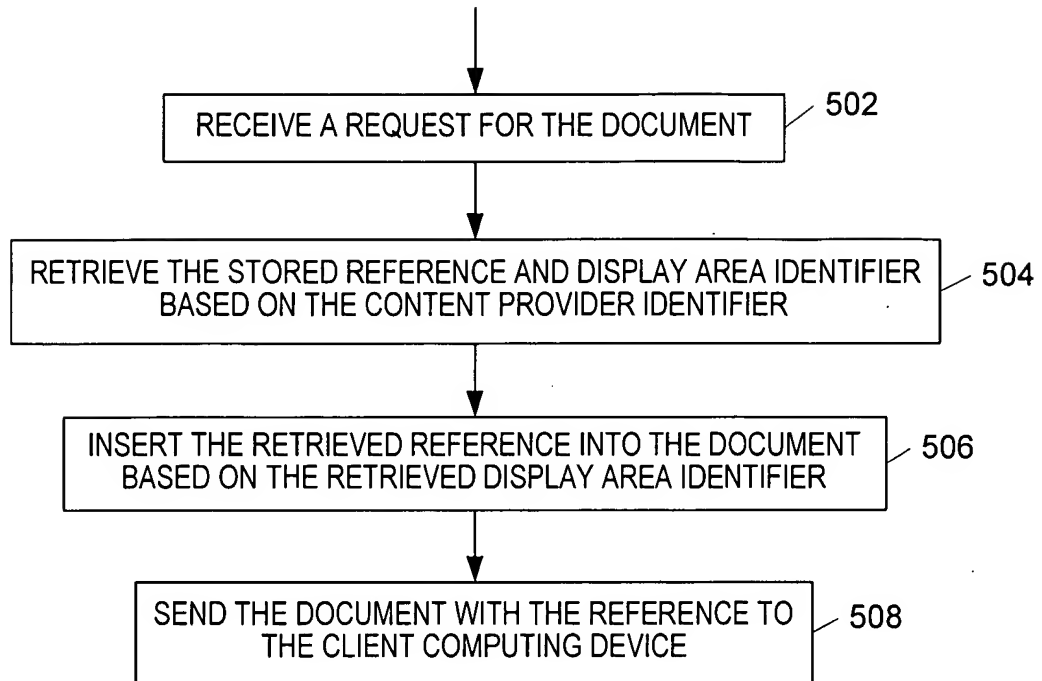 RECEIVE A REQUEST FOR THE DOCUMENT
502
RETRIEVE THE STORED REFERENCE AND DISPLAY AREA IDENTIFIER
BASED ON THE CONTENT PROVIDER IDENTIFIER
504
INSERT THE RETRIEVED REFERENCE INTO THE DOCUMENT
BASED ON THE RETRIEVED DISPLAY AREA IDENTIFIER
506
SEND THE DOCUMENT WITH THE REFERENCE TO
THE CLIENT COMPUTING DEVICE
508